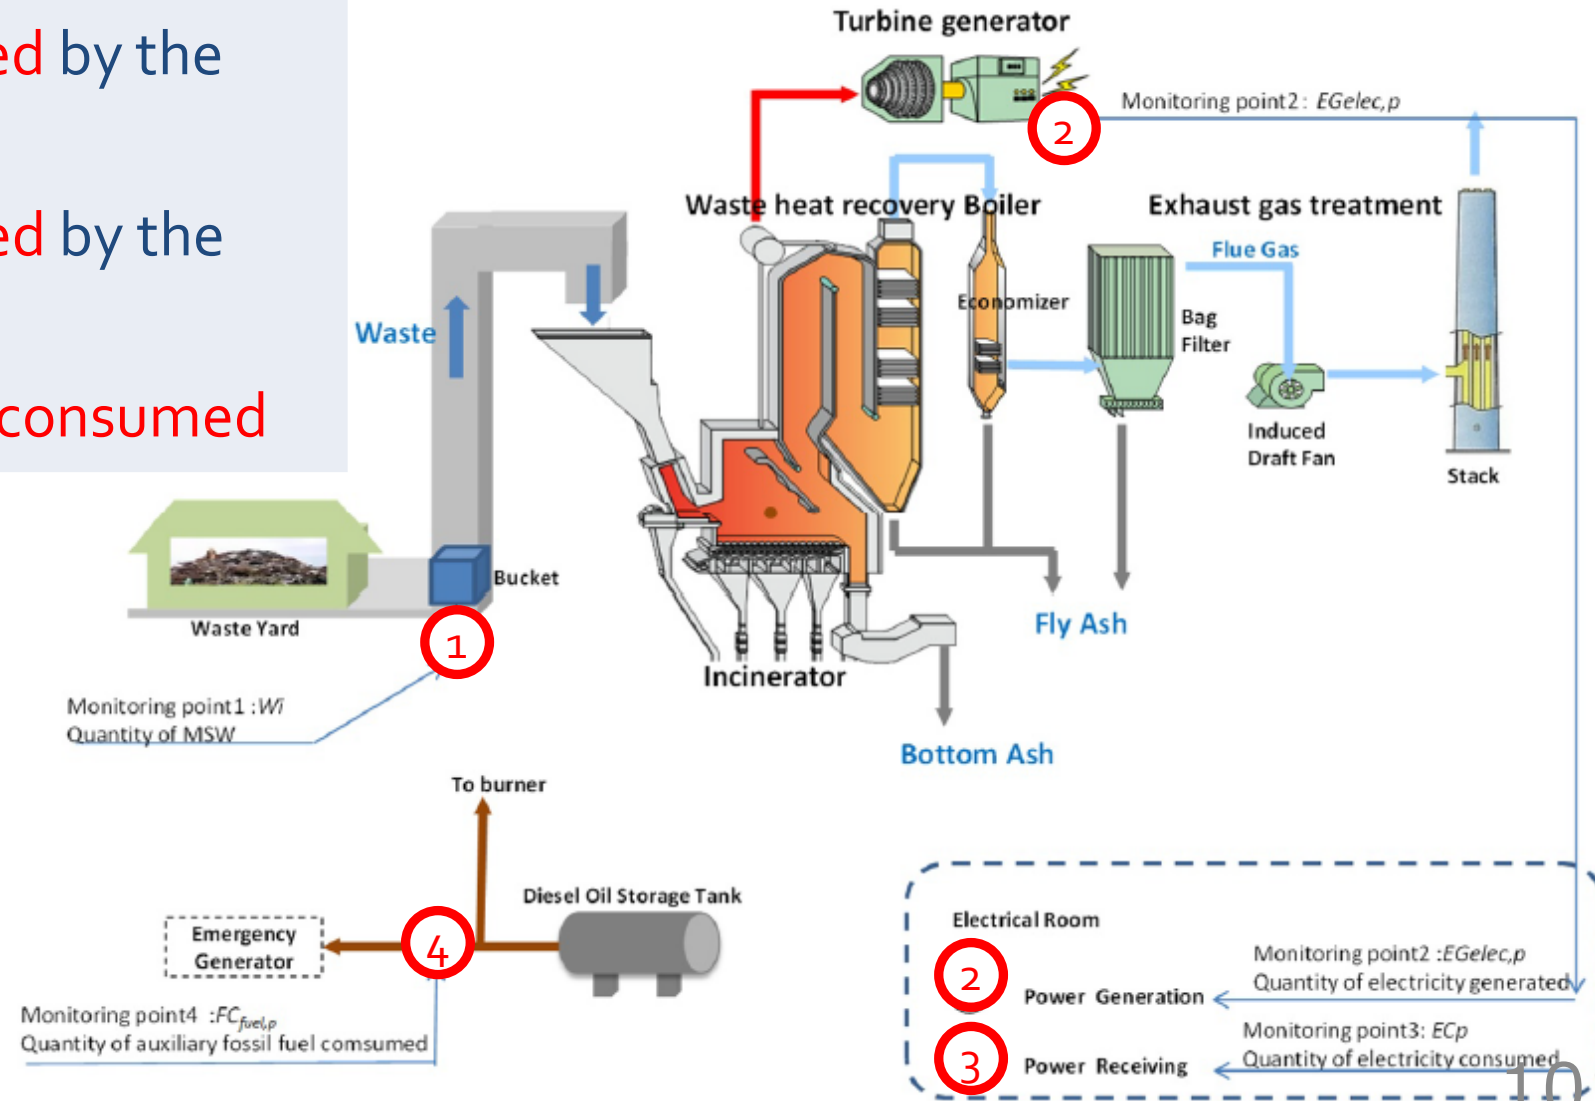 ed by the
ed by the
consumed
Turbine generator
2
Monitoring point2: EGelec,p
Waste heat recovery Boiler
Exhaust gas treatment
Flue Gas
Economizer
Bag
Filter
Waste
Induced
Draft Fan
Stack
Bucket
Waste Yard
1
Fly Ash
Incinerator
Monitoring point1 :Wi
Quantity of MSW
Bottom Ash
To burner
Diesel Oil Storage Tank
Emergency
Generator
4
Monitoring point4 :FCfuel,p
Quantity of auxiliary fossil fuel comsumed
Electrical Room
2
Power Generation
Monitoring point2 :EGelec,p
Quantity of electricity generated
3
Power Receiving
Monitoring point3: ECp
Quantity of electricity consumed
10